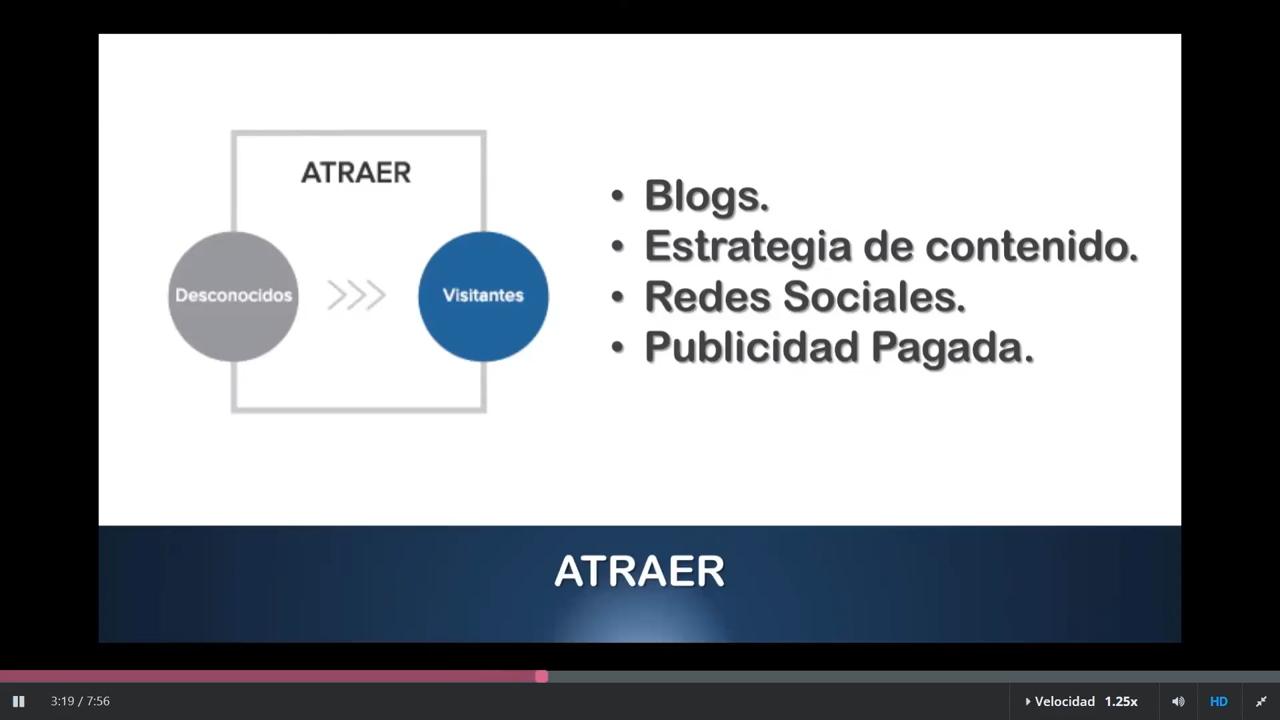 ATRAER
Desconocidos
Visitantes
• Blogs.
• Estrategia de contenido.
• Redes Sociales.
• Publicidad Pagada.
ATRAER
3:19 / 7:56
Velocidad 1.25x
HD